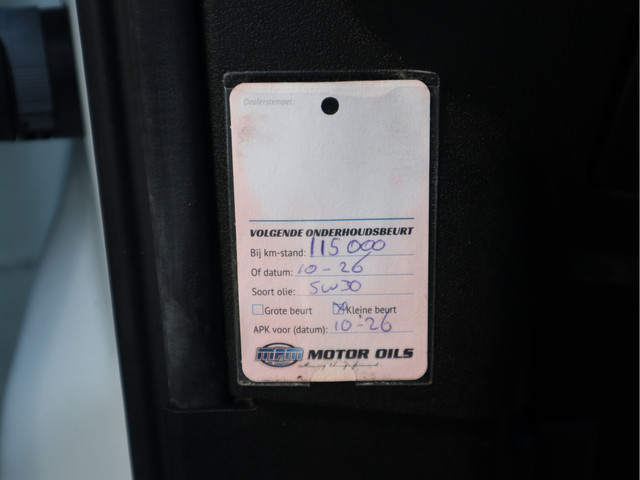 Dealerstempel:
VOLGENDE ONDERHOUDSBEURT
Bij km-stand: 115000
Of datum: 10-26
Soort olie: 5W30
Grote beurt Kleine beurt
APK voor (datum): 10-26
MPM MOTOR OILS